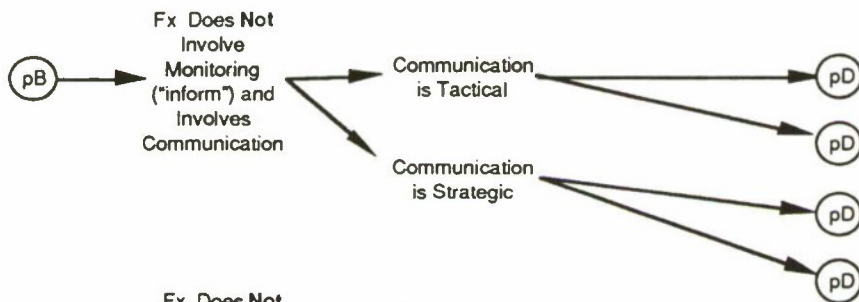 Fx Does Not
Involve
Monitoring
("inform") and
Involves
Communication
pB
Communication
is Tactical
Communication
is Strategic
pD
pD
pD
pD
Fx Does Not